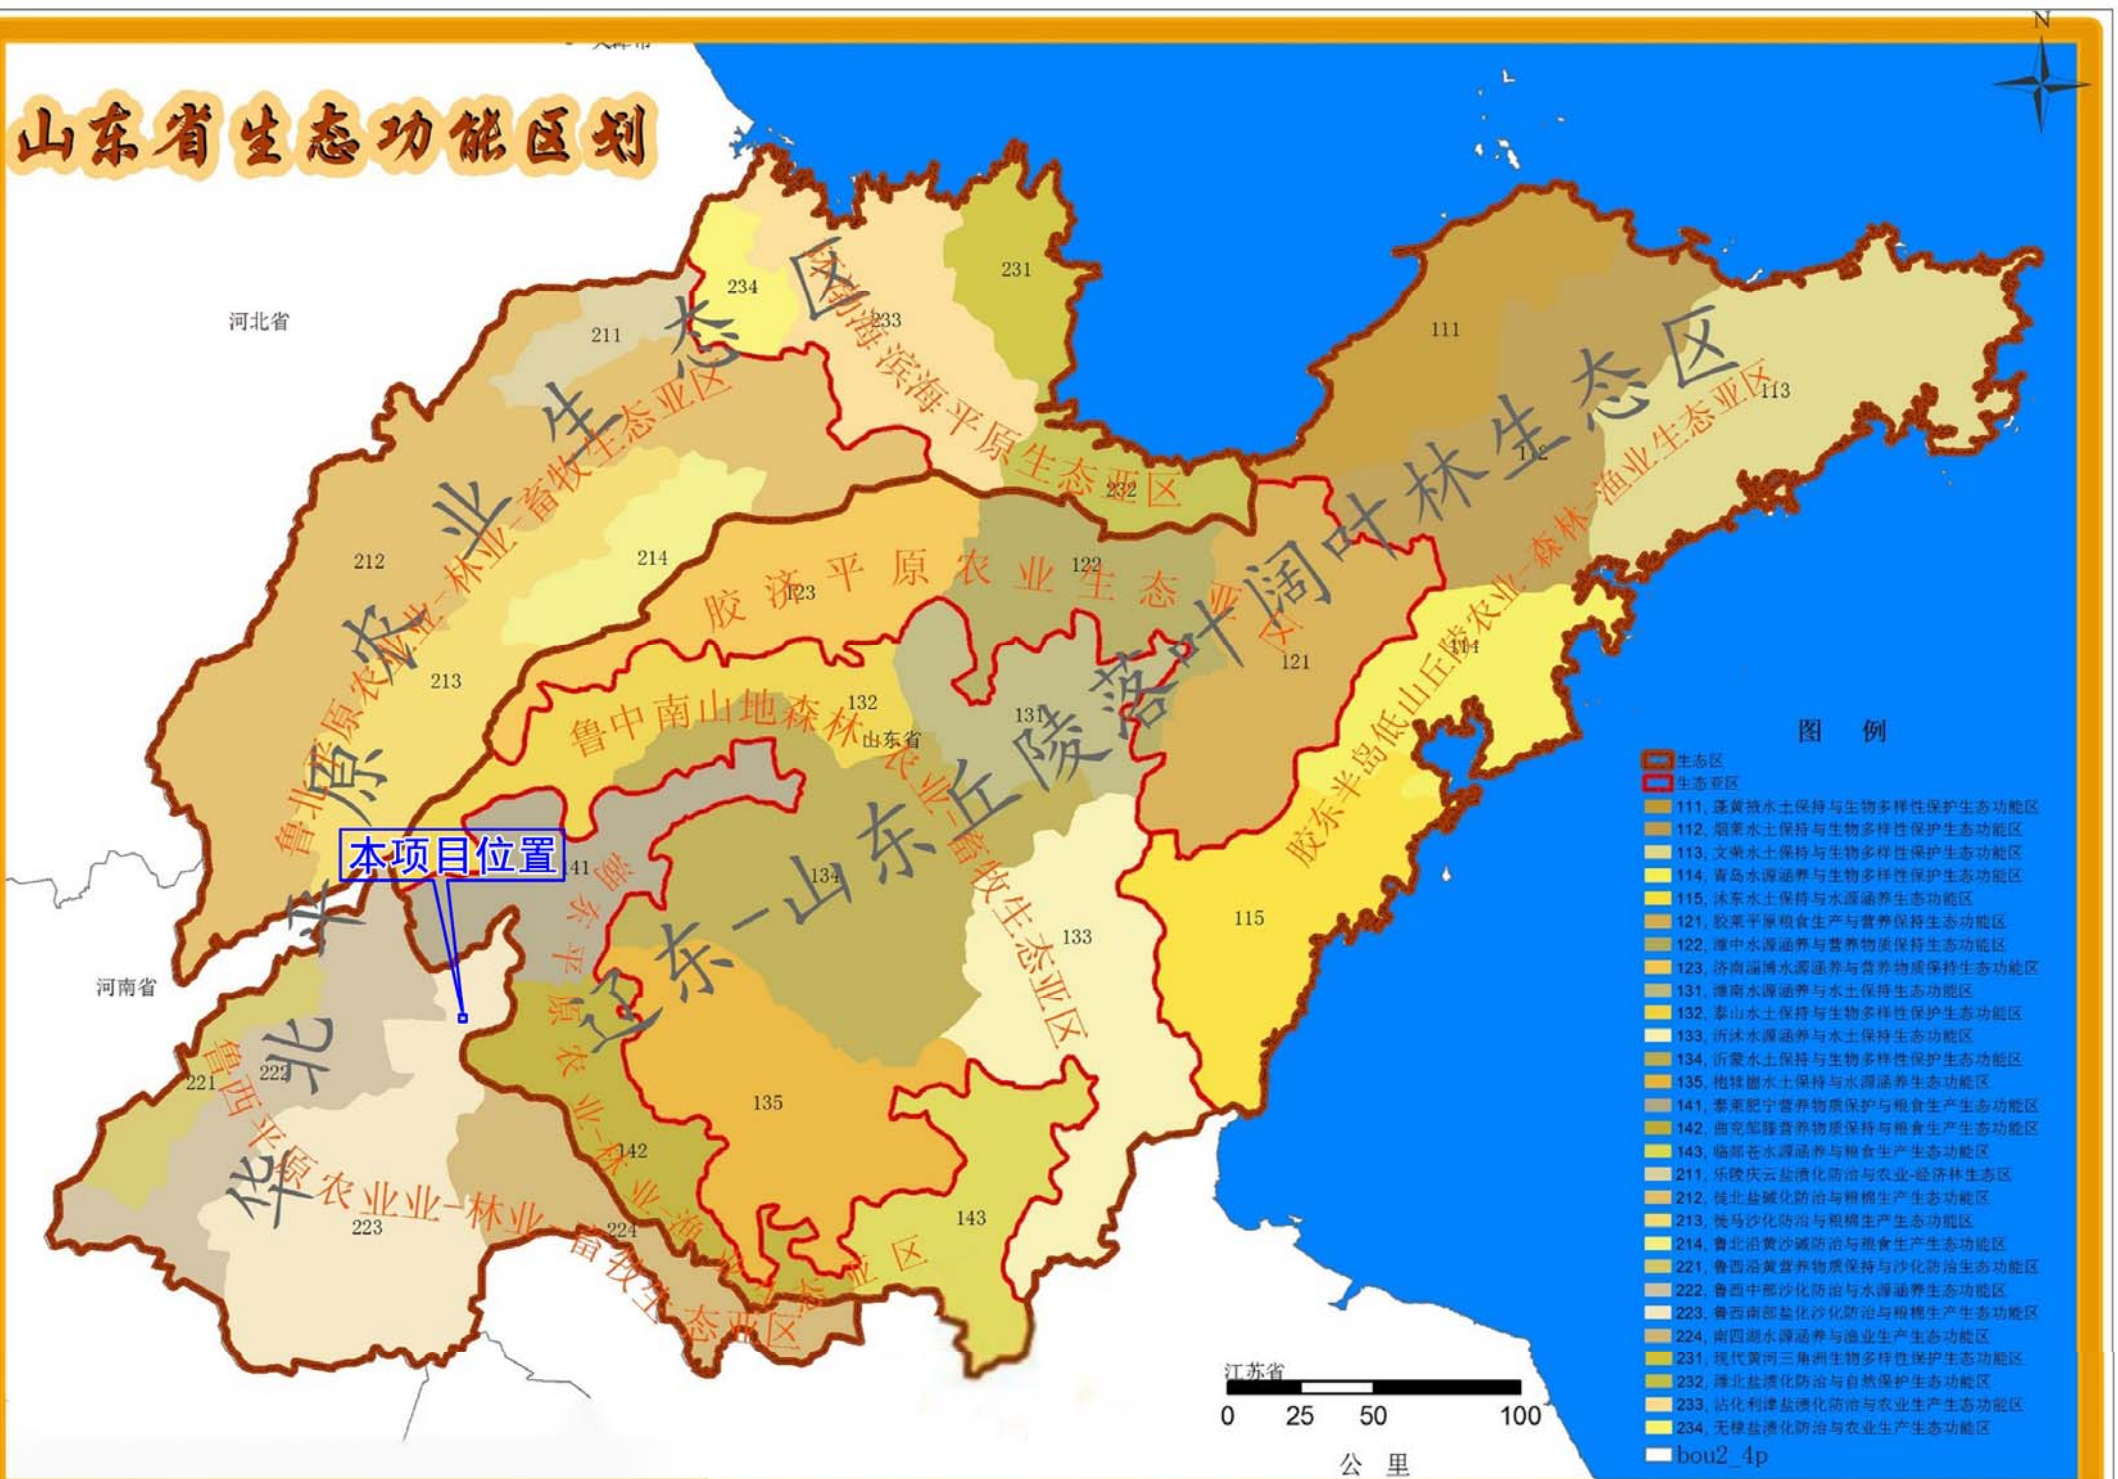 N
山东省生态功能区划
河北省
河南省
山东省
江苏省
华北平原农业生态区
辽东-山东丘陵落叶阔叶林生态区
环渤海滨海平原生态亚区
鲁北平原农业业-林业-畜牧生态亚区
胶济平原农业生态亚区
鲁中南山地森林-农业-畜牧生态亚区
胶东半岛低山丘陵农业-森林-渔业生态亚区
湖东平原农业-林业-渔业生态亚区
鲁西平原农业业-林业-畜牧生态亚区
本项目位置
234
233
231
211
111
113
112
232
212
214
122
123
213
121
114
132
131
141
134
115
133
221
222
135
142
143
223
224
图 例
生态区
生态亚区
111, 蓬黄掖水土保持与生物多样性保护生态功能区
112, 烟莱水土保持与生物多样性保护生态功能区
113, 文荣水土保持与生物多样性保护生态功能区
114, 青岛水源涵养与生物多样性保护生态功能区
115, 沭东水土保持与水源涵养生态功能区
121, 胶莱平原粮食生产与营养保持生态功能区
122, 潍中水源涵养与营养物质保持生态功能区
123, 济南淄博水源涵养与营养物质保持生态功能区
131, 潍南水源涵养与水土保持生态功能区
132, 泰山水土保持与生物多样性保护生态功能区
133, 沂沭水源涵养与水土保持生态功能区
134, 沂蒙水土保持与生物多样性保护生态功能区
135, 抱犊崮水土保持与水源涵养生态功能区
141, 泰莱肥宁营养物质保护与粮食生产生态功能区
142, 曲兖邹滕营养物质保持与粮食生产生态功能区
143, 临郯苍水源涵养与粮食生产生态功能区
211, 乐陵庆云盐渍化防治与农业-经济林生态区
212, 徒北盐碱化防治与粮棉生产生态功能区
213, 徒马沙化防治与粮棉生产生态功能区
214, 鲁北沿黄沙碱防治与粮食生产生态功能区
221, 鲁西沿黄营养物质保持与沙化防治生态功能区
222, 鲁西中部沙化防治与水源涵养生态功能区
223, 鲁西南部盐化沙化防治与粮棉生产生态功能区
224, 南四湖水源涵养与渔业生产生态功能区
231, 现代黄河三角洲生物多样性保护生态功能区
232, 潍北盐渍化防治与自然保护生态功能区
233, 沾化利津盐渍化防治与农业生产生态功能区
234, 无棣盐渍化防治与农业生产生态功能区
bou2_4p
0 25 50 100
公 里